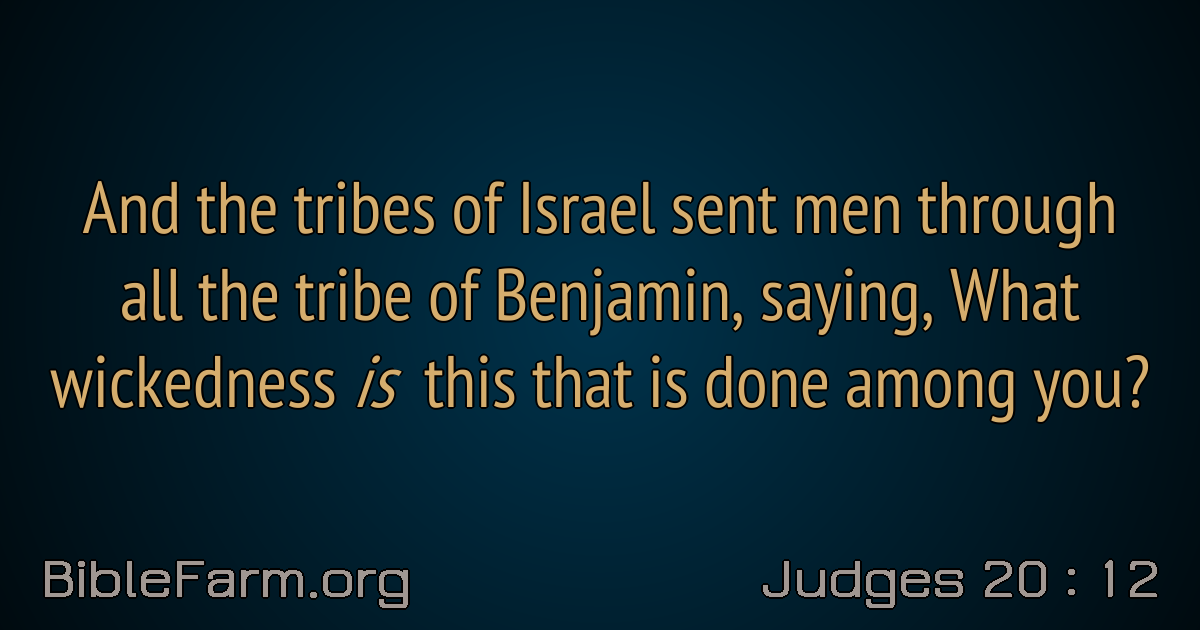 And the tribes of Israel sent men through
all the tribe of Benjamin, saying, What
wickedness is this that is done among you?
BibleFarm.org
Judges 20 : 12